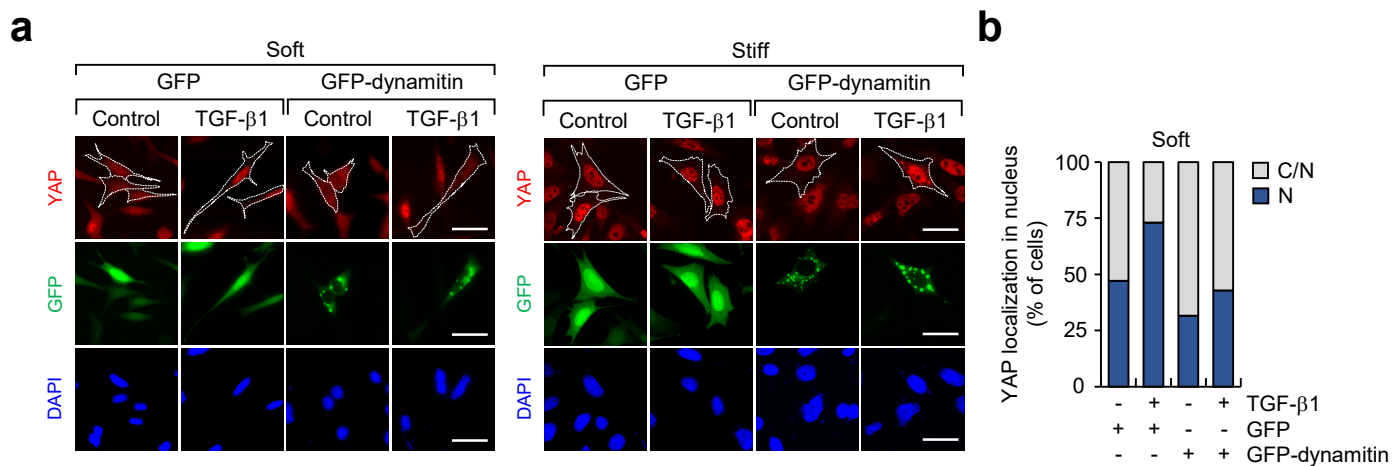 a
Soft
GFP GFP-dynamitin
Control TGF-β1 Control TGF-β1
YAP
GFP
DAPI
Stiff
GFP GFP-dynamitin
Control TGF-β1 Control TGF-β1
YAP
GFP
DAPI
b
Soft
YAP localization in nucleus
(% of cells)
100
75
50
25
0
C/N
N
- + - + TGF-β1
+ + - - GFP
- - + + GFP-dynamitin